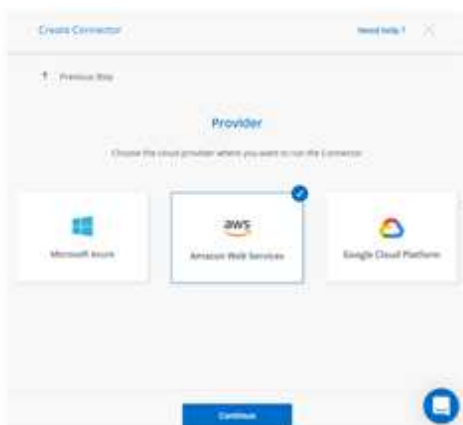 Create Connector
Need help ?
Previous Step
Provider
Choose the cloud provider where you want to run the Connector
aws
Microsoft Azure
Amazon Web Services
Google Cloud Platform
Continue